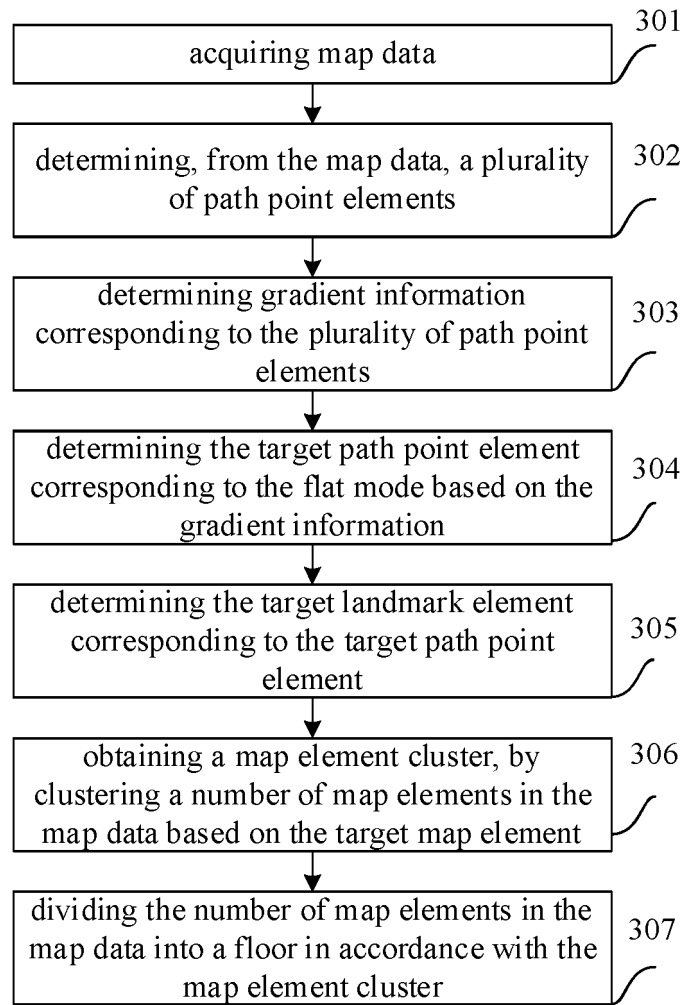 301
acquiring map data
302
determining, from the map data, a plurality
of path point elements
303
determining gradient information
corresponding to the plurality of path point
elements
304
determining the target path point element
corresponding to the flat mode based on the
gradient information
305
determining the target landmark element
corresponding to the target path point
element
306
obtaining a map element cluster, by
clustering a number of map elements in the
map data based on the target map element
307
dividing the number of map elements in the
map data into a floor in accordance with the
map element cluster